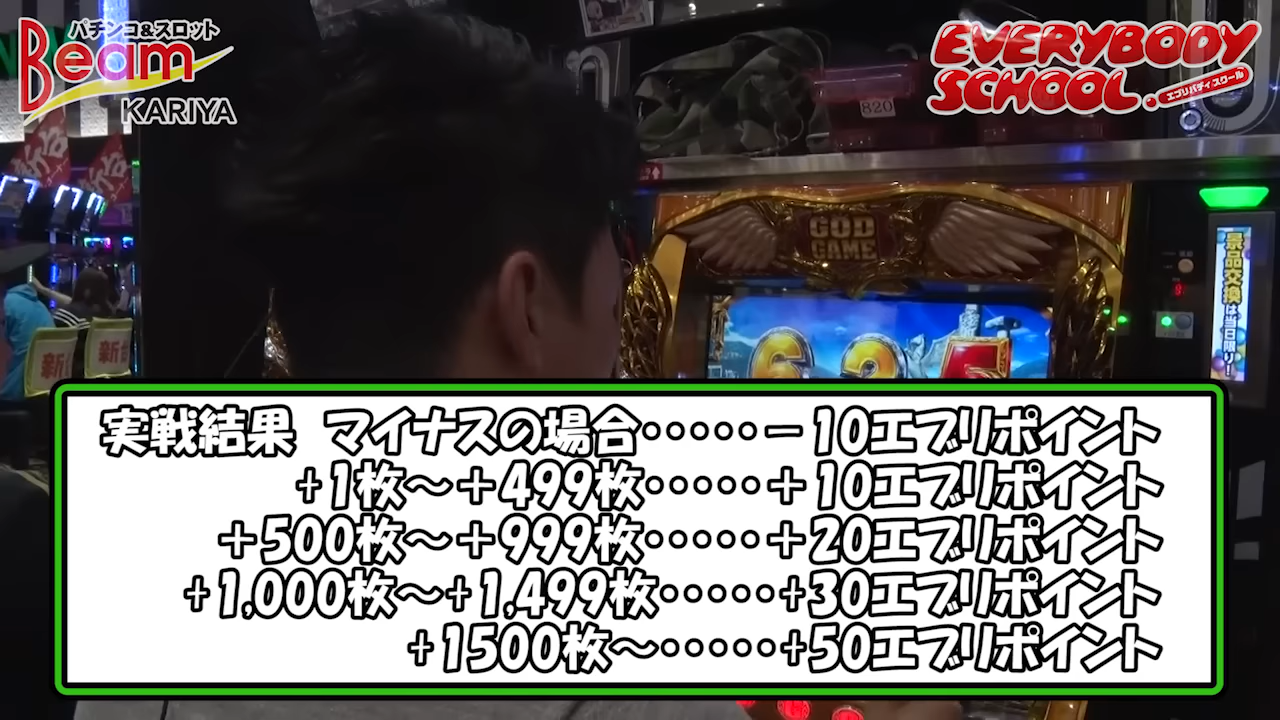 パチンコ&スロット
Beam
KARIYA
EVERYBODY
SCHOOL.
エブリバディスクール
820
GOD
GAME
景品交換は当日限り!
新台
新台
625
実戦結果 マイナスの場合・・・・・－10エブリポイント
+1枚～＋499枚・・・・・＋10エブリポイント
＋500枚～＋999枚・・・・・＋20エブリポイント
+1,000枚～+1,499枚・・・・・+30エブリポイント
+1500枚～・・・・・+50エブリポイント